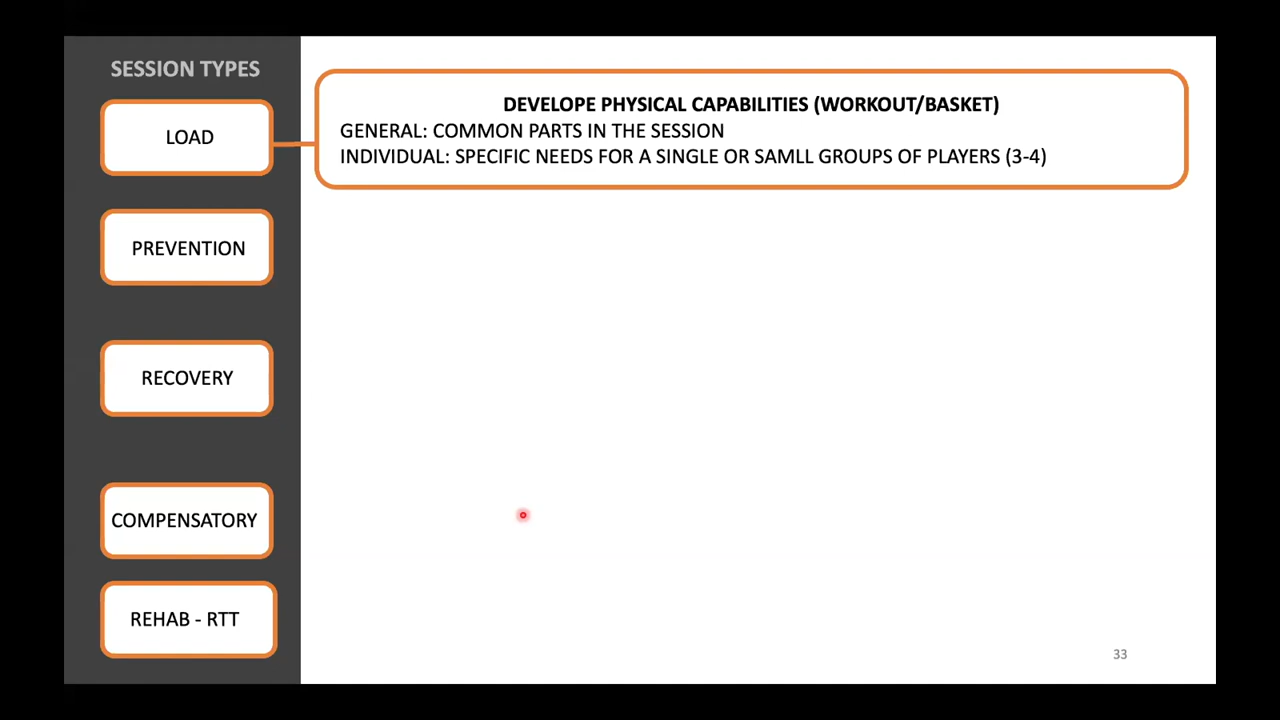 SESSION TYPES
LOAD
DEVELOPE PHYSICAL CAPABILITIES (WORKOUT/BASKET)
GENERAL: COMMON PARTS IN THE SESSION
INDIVIDUAL: SPECIFIC NEEDS FOR A SINGLE OR SAMLL GROUPS OF PLAYERS (3-4)
PREVENTION
RECOVERY
COMPENSATORY
REHAB - RTT
33